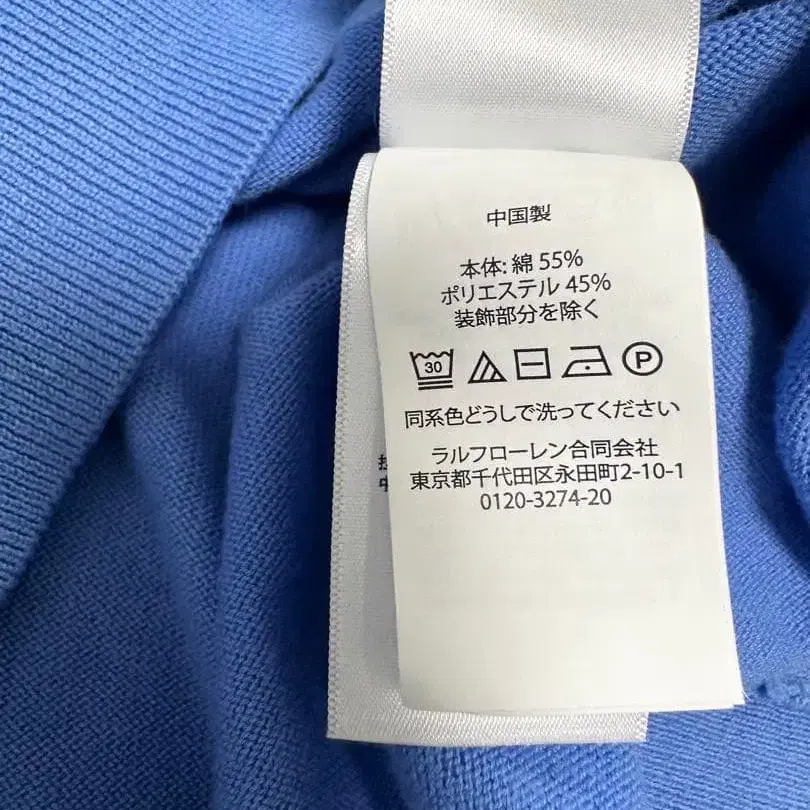 中国製
本体: 綿 55%
ポリエステル 45%
装飾部分を除く
30
P
同系色どうしで洗ってください
ラルフローレン合同会社
東京都千代田区永田町2-10-1
0120-3274-20